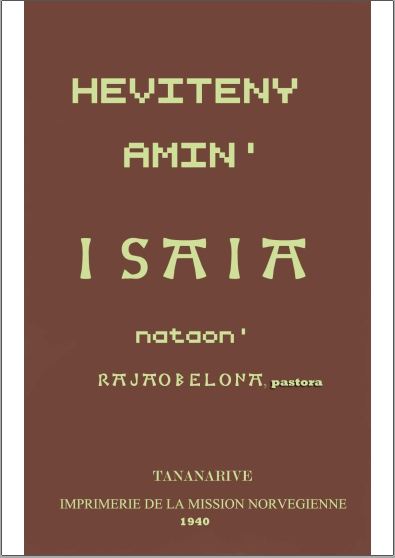 HEVITENY
AMIN'
ISAIA
nataon'
RAJAOBELONA, pastora
TANANARIVE
IMPRIMERIE DE LA MISSION NORVEGIENNE
1940